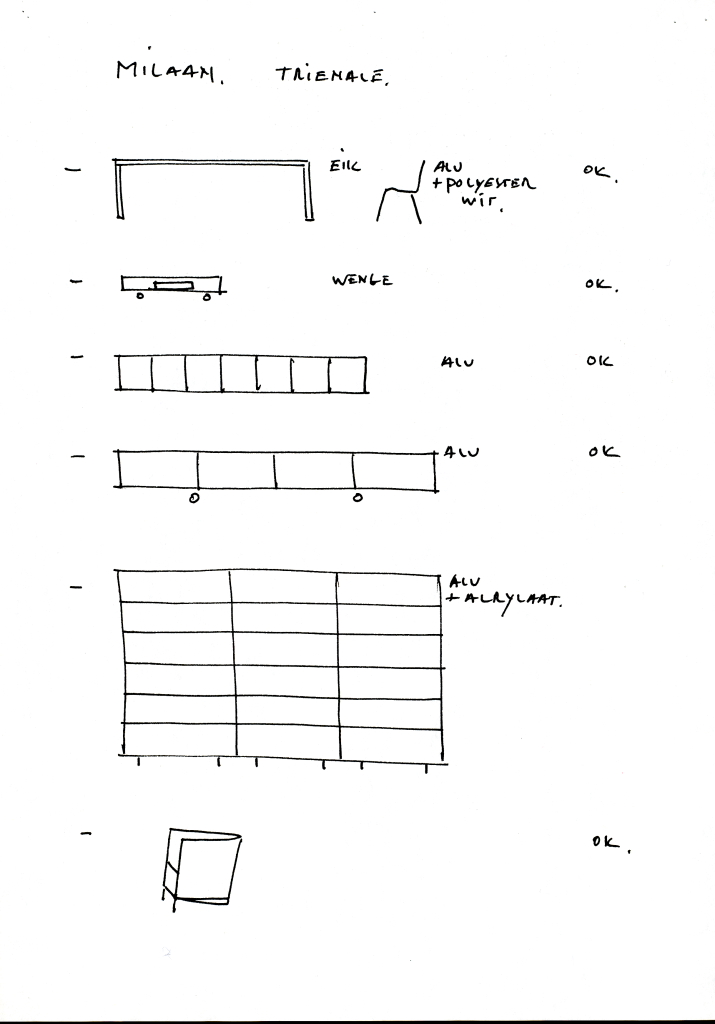 MILAAN. TRIENALE.
- EIK ALU OK.
+ POLYESTER
WIT.
- WENGE OK.
- ALU OK
- ALU OK
- ALU
+ ACRYLAAT.
- OK.